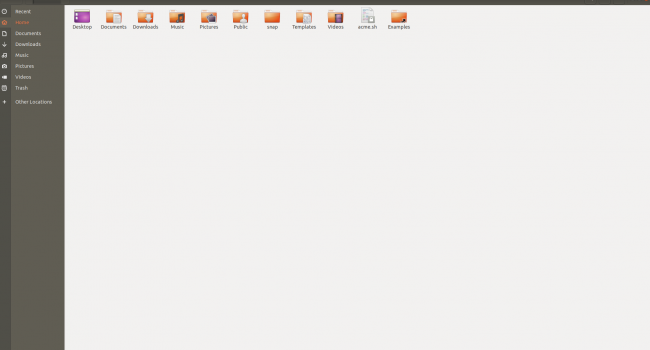 Recent
Home
Documents
Downloads
Music
Pictures
Videos
Trash
Other Locations
Desktop
Documents
Downloads
Music
Pictures
Public
snap
Templates
Videos
acme.sh
Examples